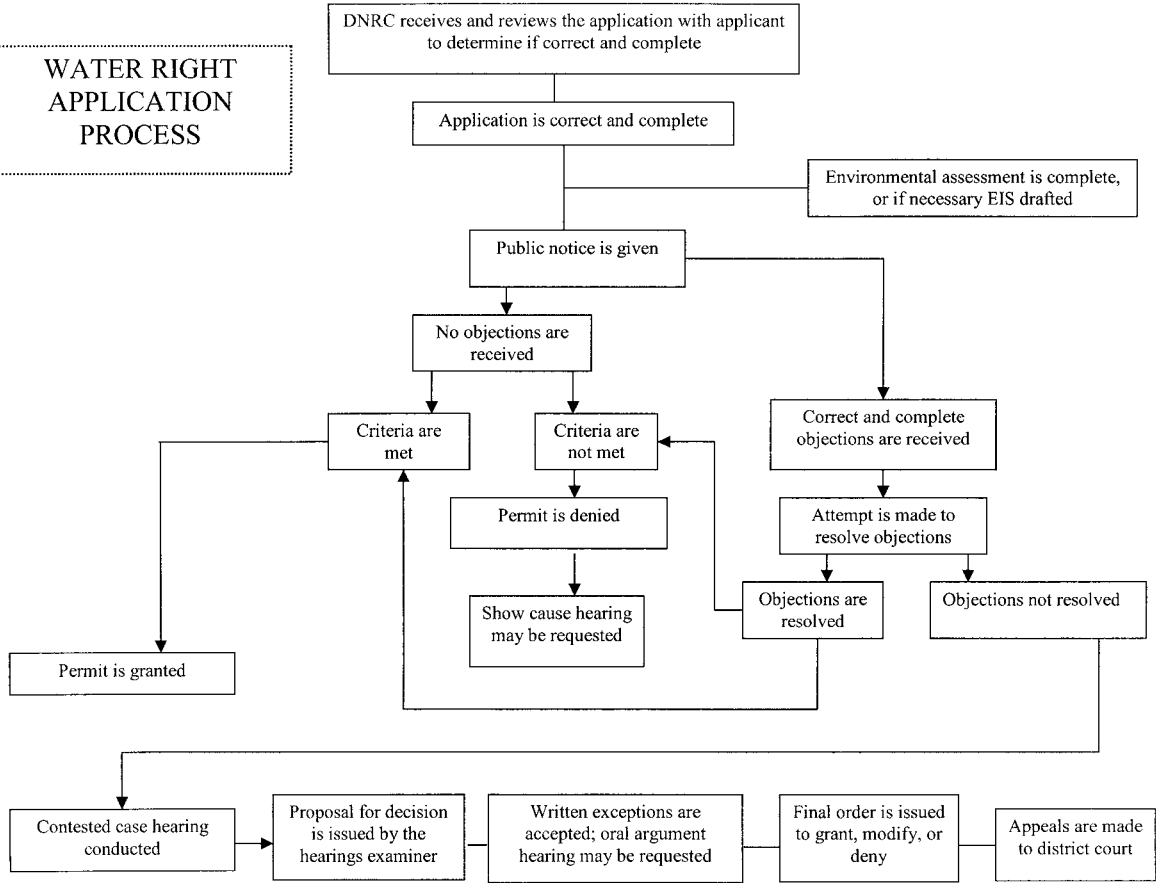 DNRC receives and reviews the application with applicant
to determine if correct and complete
WATER RIGHT
APPLICATION
PROCESS
Application is correct and complete
Environmental assessment is complete,
or if necessary EIS drafted
Public notice is given
No objections are
received
Criteria are
met
Criteria are
not met
Correct and complete
objections are received
Permit is denied
Attempt is made to
resolve objections
Show cause hearing
may be requested
Objections are
resolved
Objections not resolved
Permit is granted
Contested case hearing
conducted
Proposal for decision
is issued by the
hearings examiner
Written exceptions are
accepted; oral argument
hearing may be requested
Final order is issued
to grant, modify, or
deny
Appeals are made
to district court